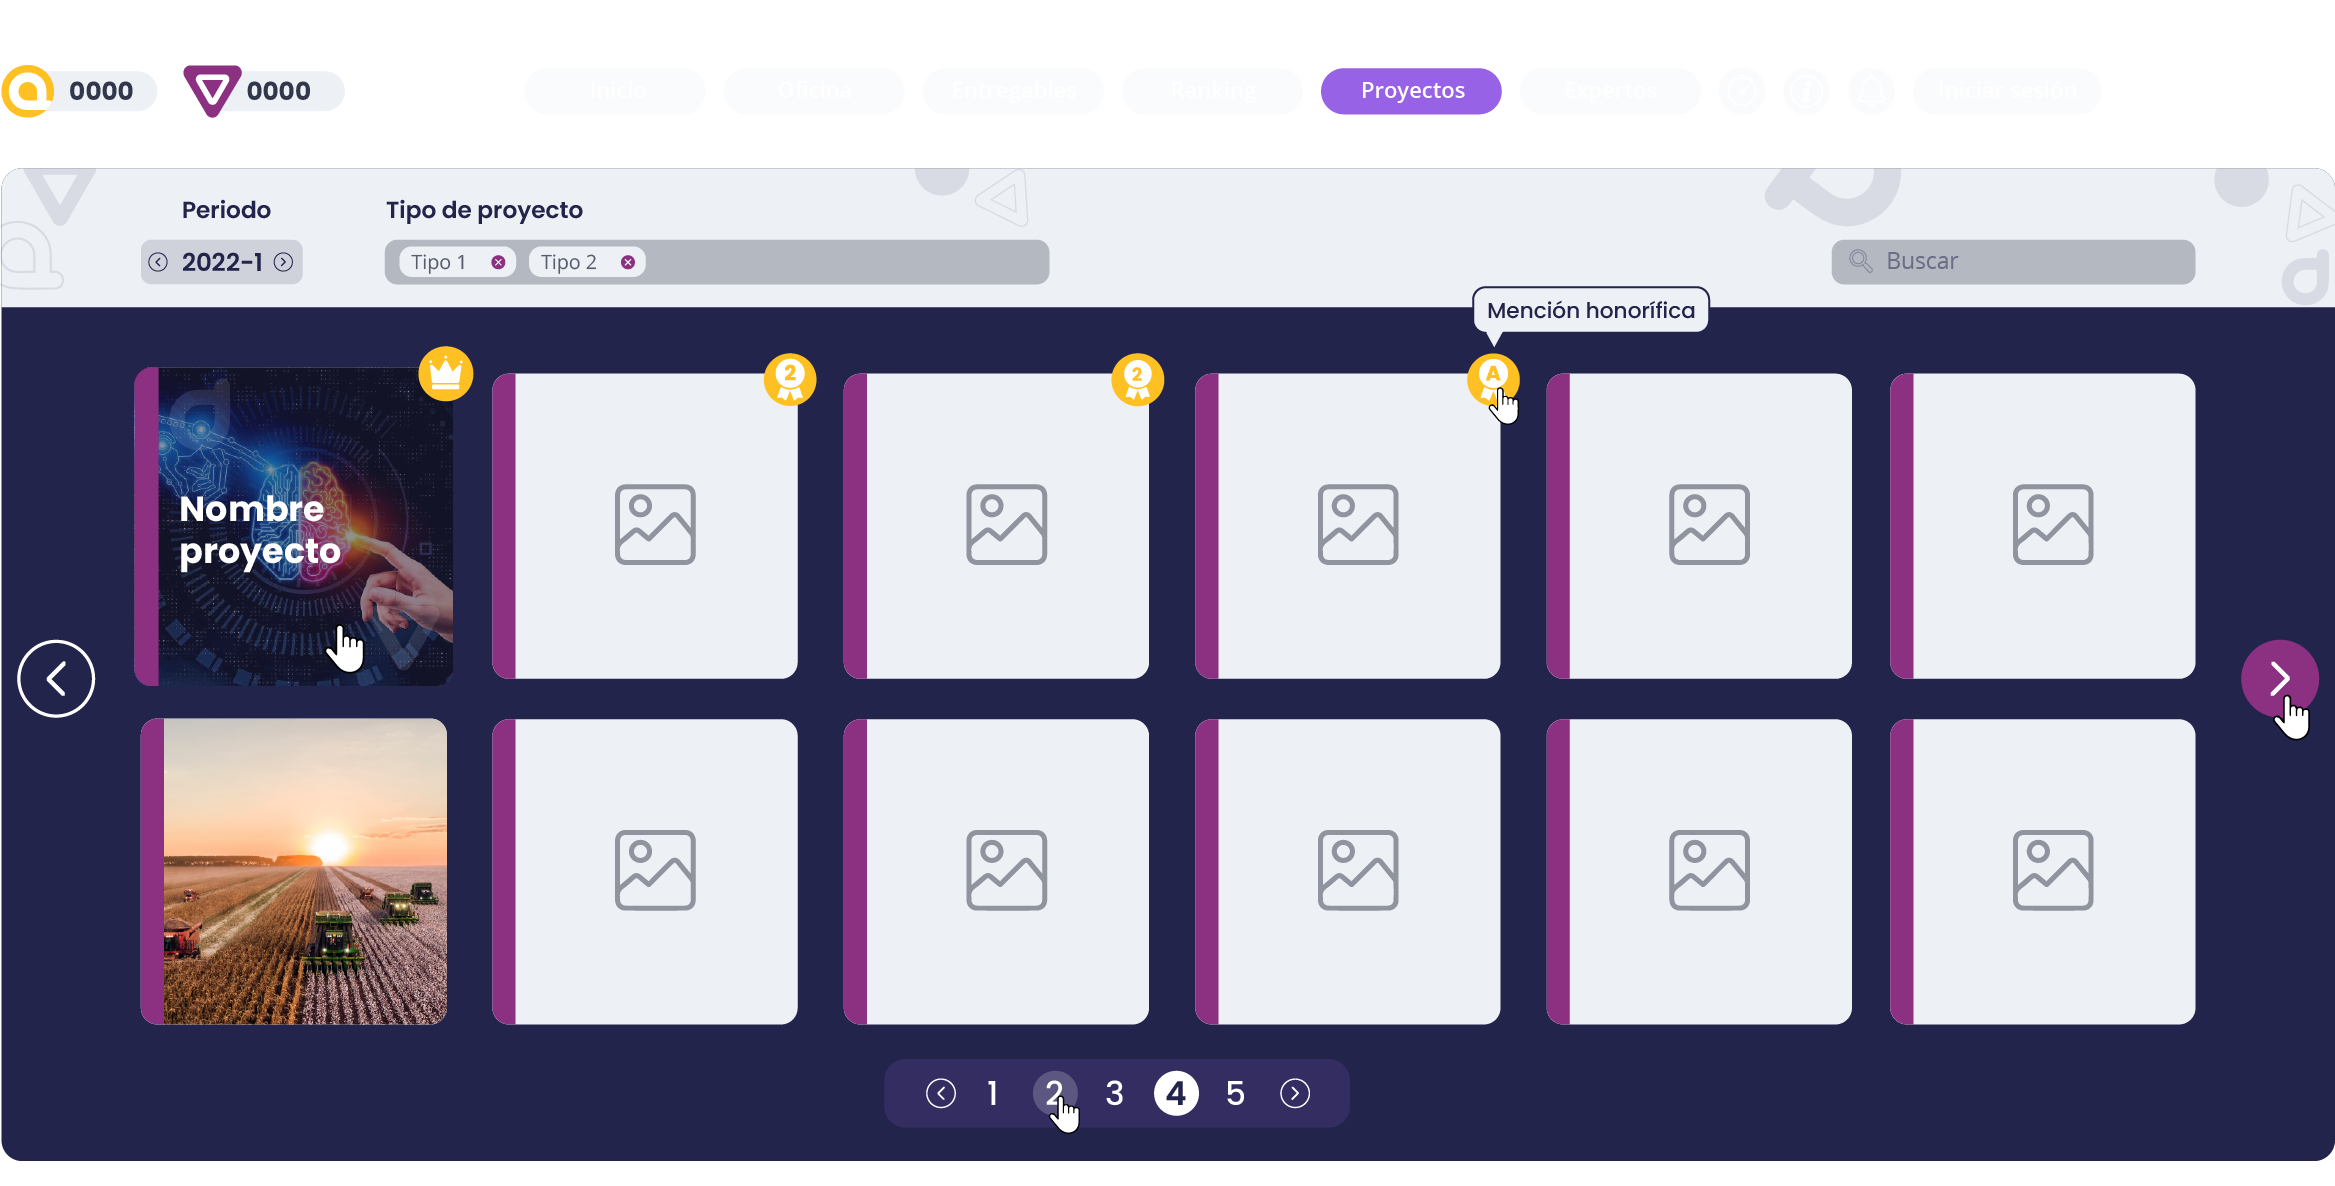 0000
0000
Inicio
Oficina
Entregables
Ranking
Proyectos
Expertos
Iniciar sesión
Periodo
Tipo de proyecto
2022-1
Tipo 1
Tipo 2
Buscar
Mención honorífica
2
2
A
Nombre
proyecto
1
2
3
4
5